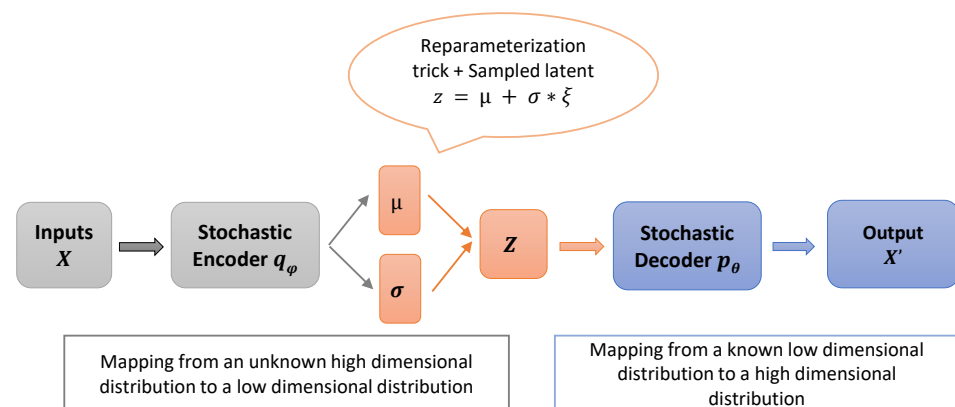 Reparameterization
trick + Sampled latent
z = μ + σ ∗ ξ
Inputs
X
Stochastic
Encoder qφ
μ
σ
Z
Stochastic
Decoder pθ
Output
X’
Mapping from an unknown high dimensional
distribution to a low dimensional distribution
Mapping from a known low dimensional
distribution to a high dimensional
distribution